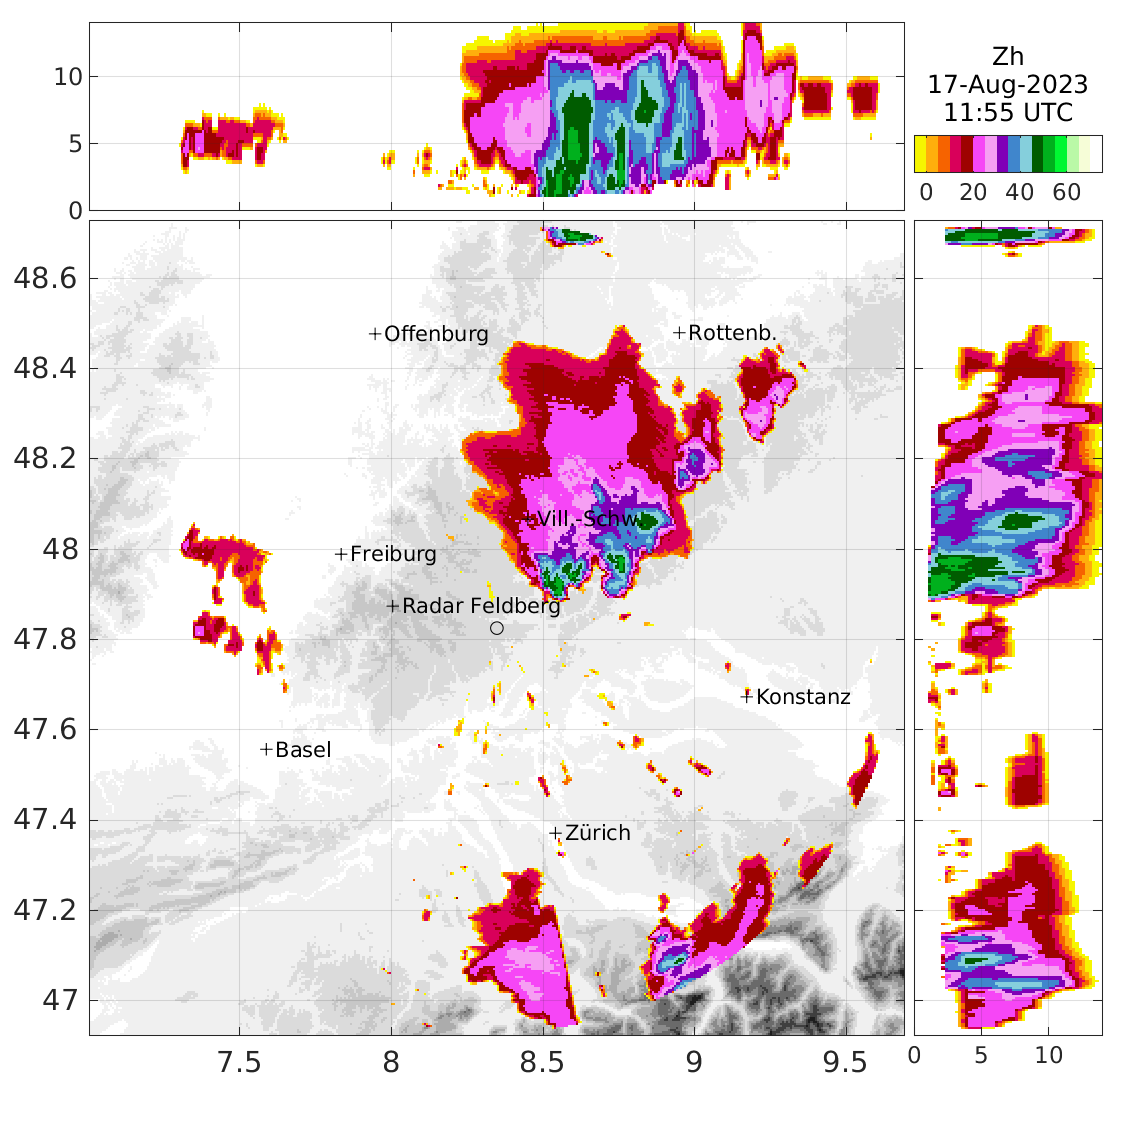 10
5
0
Zh
17-Aug-2023
11:55 UTC
0 20 40 60
48.6
48.4
48.2
48
47.8
47.6
47.4
47.2
47
+Offenburg
+Rottenb.
+Vill.-Schw.
+Freiburg
+Radar Feldberg
+Konstanz
+Basel
+Zürich
7.5 8 8.5 9 9.5
0 5 10